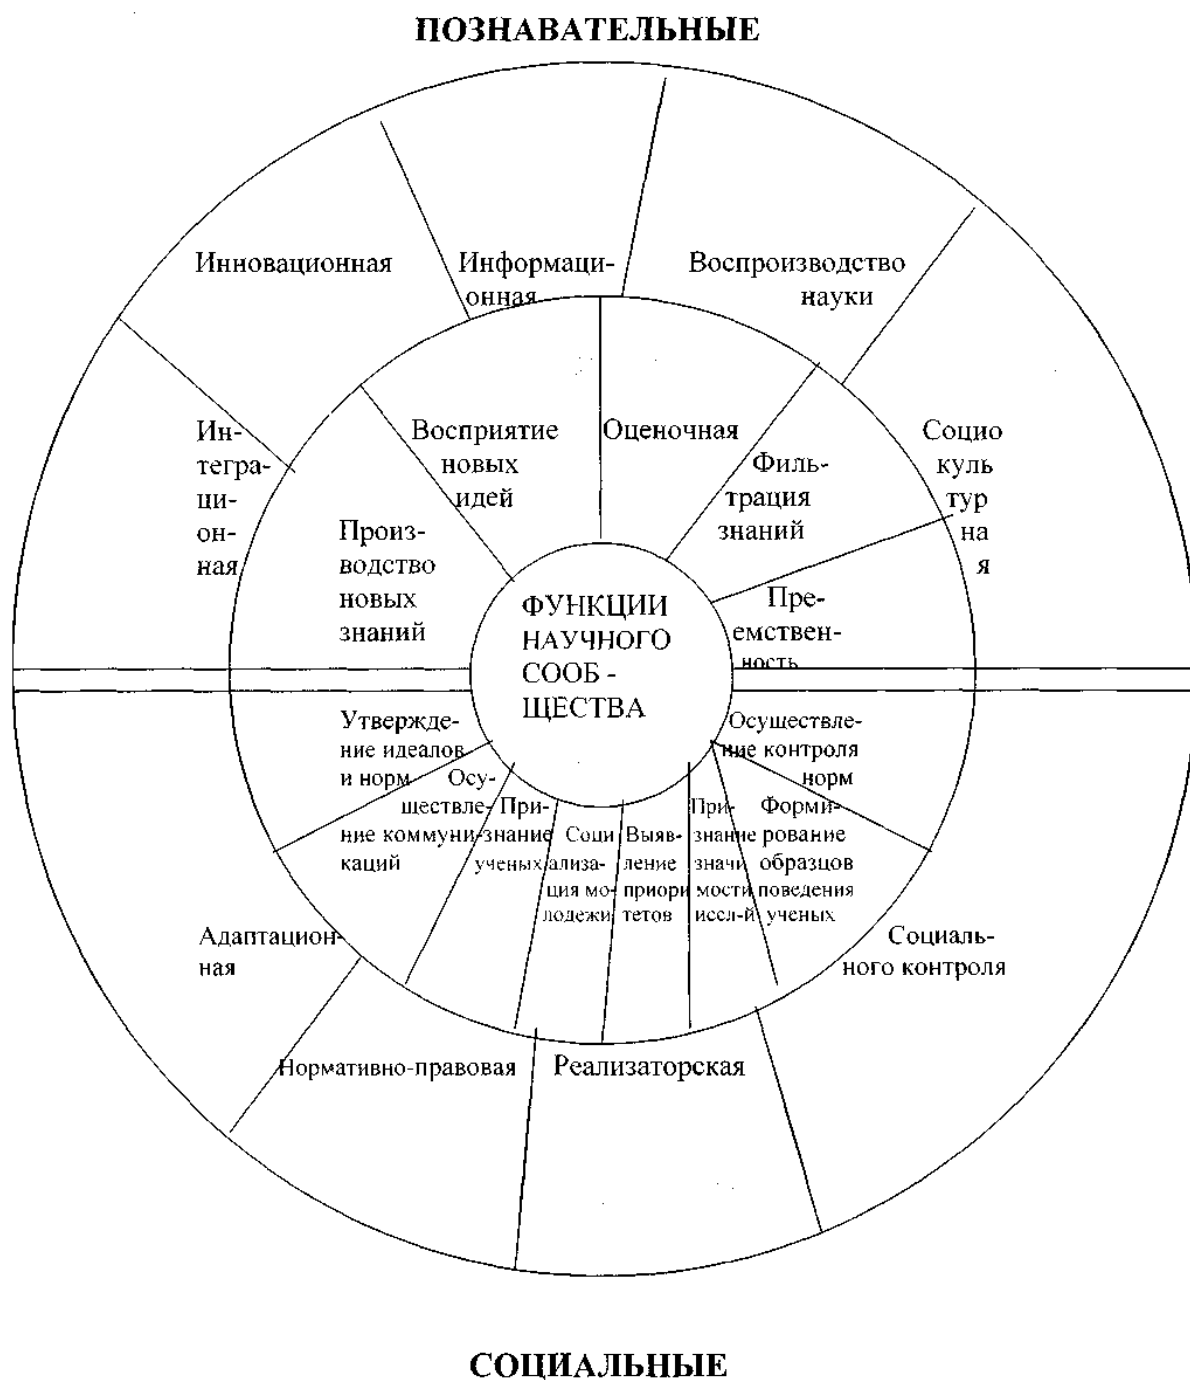 ПОЗНАВАТЕЛЬНЫЕ
Инновационная
Информаци-
онная
Воспроизводство
науки
Ин-
тегра-
ци-
он-
ная
Восприятие
новых
идей
Оценочная
Филь-
трация
знаний
Социо
куль
тур
на
я
Произ-
водство
новых
знаний
Пре-
емствен-
ность
ФУНКЦИИ
НАУЧНОГО
СООБ -
ЩЕСТВА
Утвержде-
ние идеалов
и норм
Осу-
ществле-
ние коммуни-
каций
При-
знание
ученых
Соци
ализа-
ция мо-
лодежи
Выяв-
ление
приори
тетов
При-
знание
значи
мости
иссл-й
Форми-
рование
образцов
поведения
ученых
Осуществле-
ние контроля
норм
Адаптацион-
ная
Социаль-
ного контроля
Нормативно-правовая
Реализаторская
СОЦИАЛЬНЫЕ